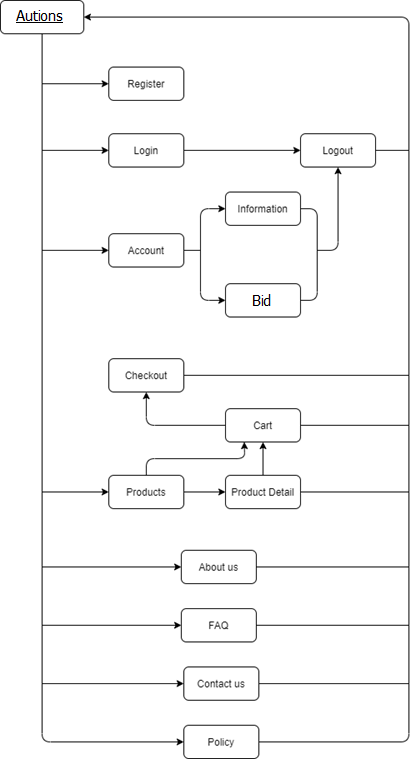 Autions
Register
Login
Logout
Information
Account
Bid
Checkout
Cart
Products
Product Detail
About us
FAQ
Contact us
Policy